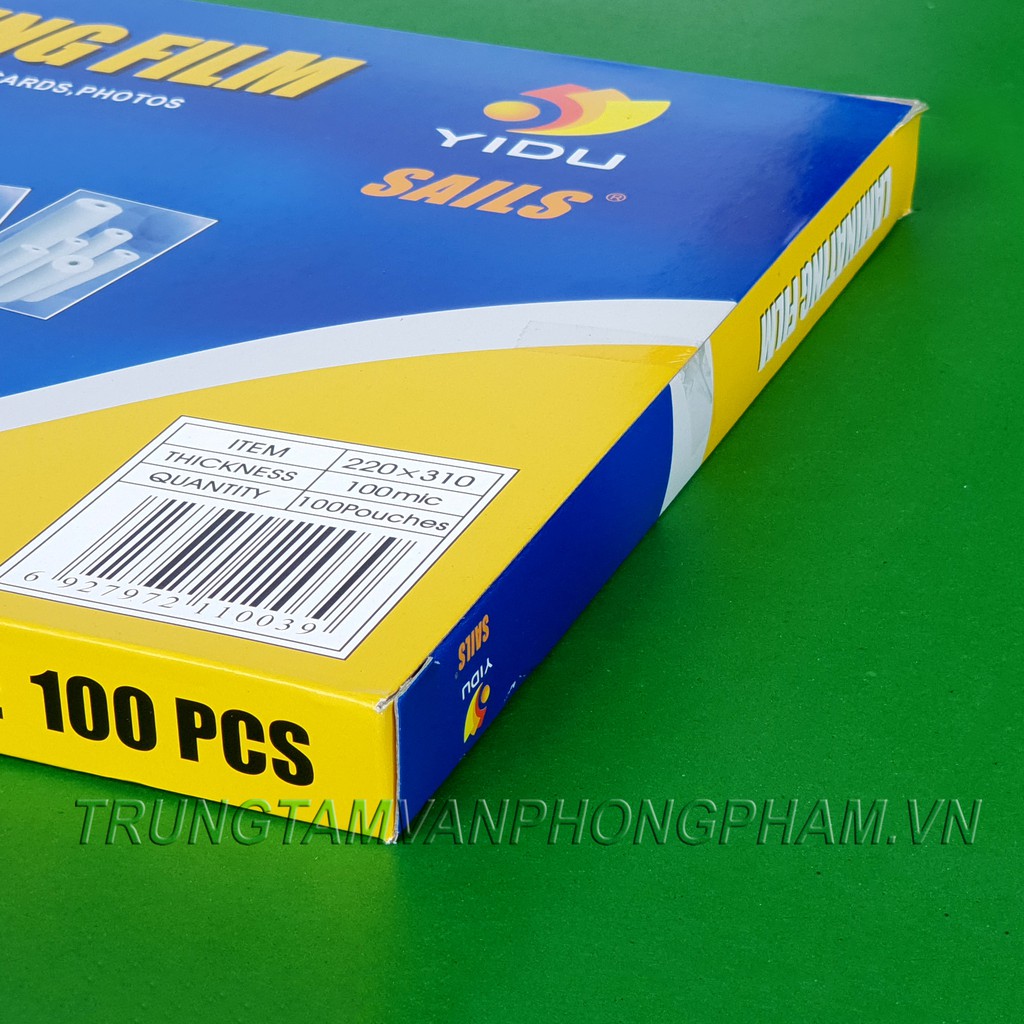 NG FILM
CARDS,PHOTOS
YIDU
SAILS ®
LAMINATING FILM
ITEM 220×310
THICKNESS 100mic
QUANTITY 100Pouches
6 927972 110039
SAILS
YIDU
100 PCS
TRUNGTAMVANPHONGPHAM.VN